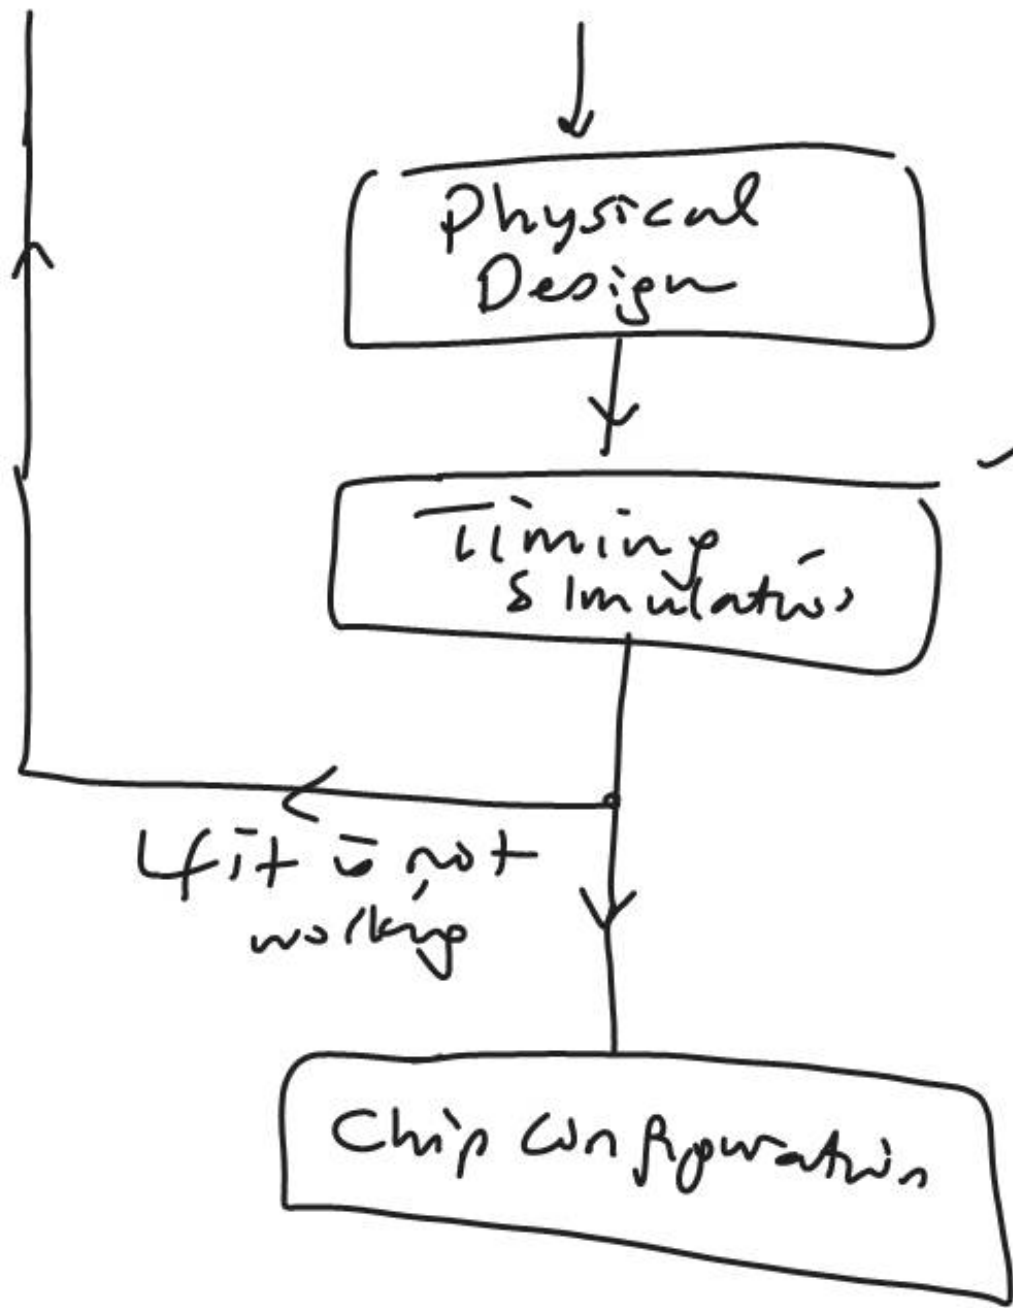 Physical
Design
Timing
Simulation
if it is not
working
Chip Configuration